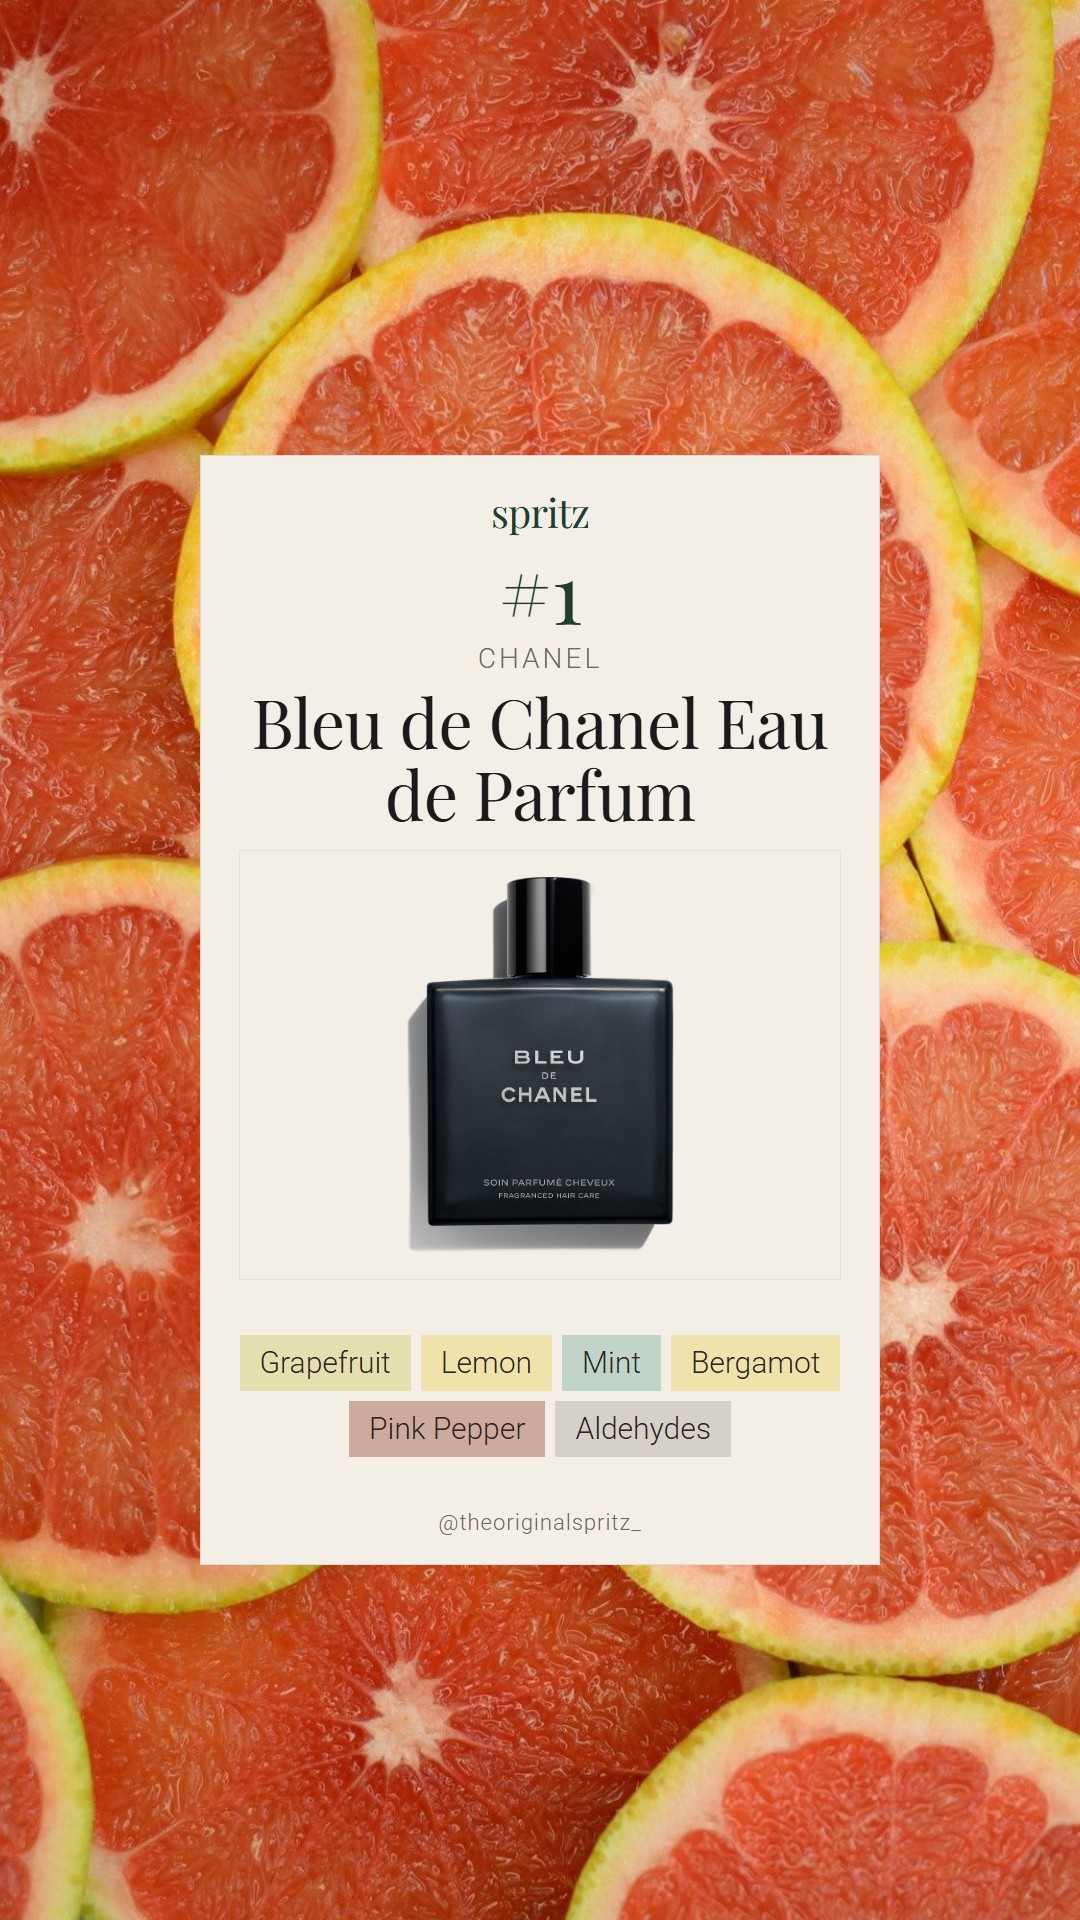 spritz
#1
CHANEL
Bleu de Chanel Eau
de Parfum
BLEU
DE
CHANEL
SOIN PARFUMÉ CHEVEUX
FRAGRANCED HAIR CARE
Grapefruit Lemon Mint Bergamot
Pink Pepper Aldehydes
@theoriginalspritz_